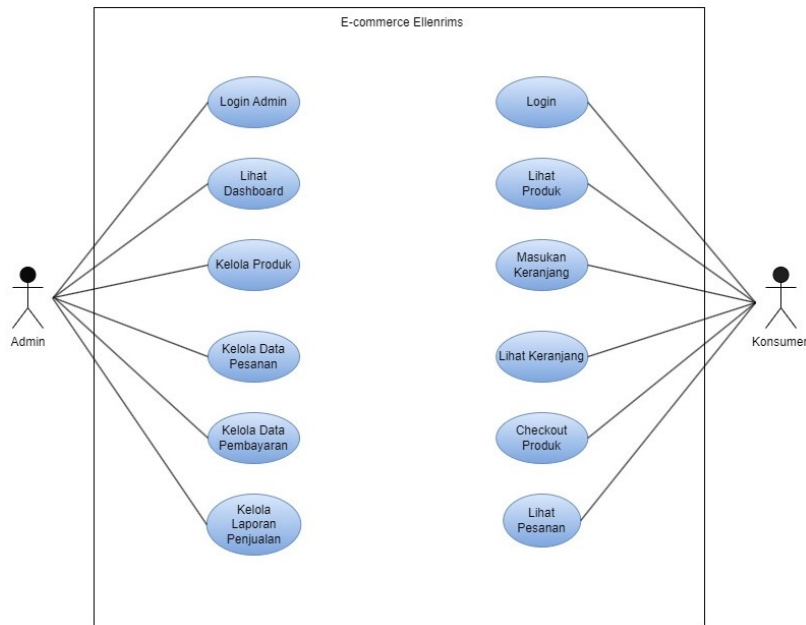 E-commerce Ellenrims
Login Admin
Lihat
Dashboard
Kelola Produk
Kelola Data
Pesanan
Kelola Data
Pembayaran
Kelola
Laporan
Penjualan
Login
Lihat
Produk
Masukan
Keranjang
Lihat Keranjang
Checkout
Produk
Lihat
Pesanan
Admin
Konsumen